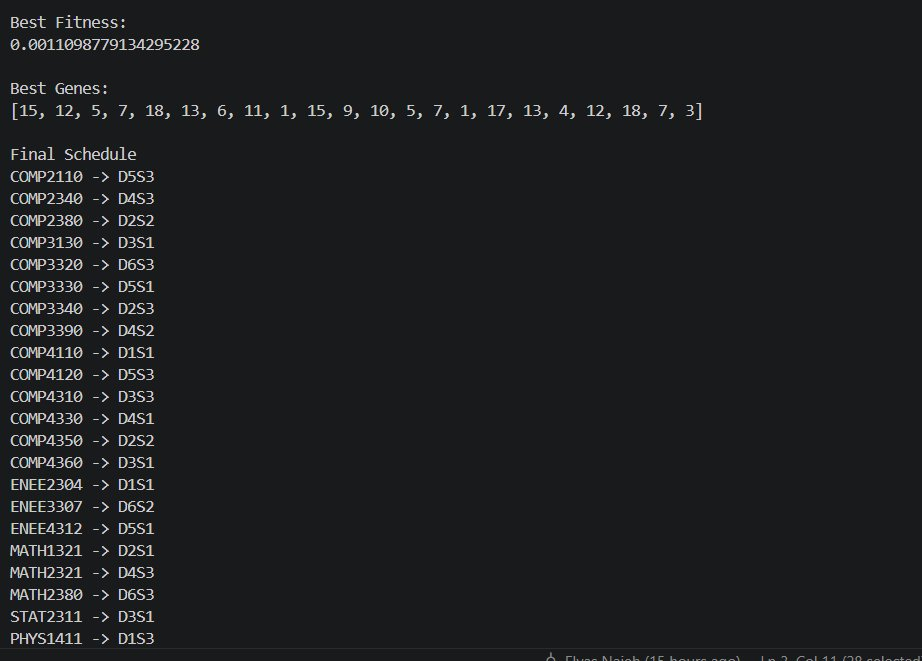 Best Fitness:
0.0011098779134295228
Best Genes:
[15, 12, 5, 7, 18, 13, 6, 11, 1, 15, 9, 10, 5, 7, 1, 17, 13, 4, 12, 18, 7, 3]
Final Schedule
COMP2110 -> D5S3
COMP2340 -> D4S3
COMP2380 -> D2S2
COMP3130 -> D3S1
COMP3320 -> D6S3
COMP3330 -> D5S1
COMP3340 -> D2S3
COMP3390 -> D4S2
COMP4110 -> D1S1
COMP4120 -> D5S3
COMP4310 -> D3S3
COMP4330 -> D4S1
COMP4350 -> D2S2
COMP4360 -> D3S1
ENEE2304 -> D1S1
ENEE3307 -> D6S2
ENEE4312 -> D5S1
MATH1321 -> D2S1
MATH2321 -> D4S3
MATH2380 -> D6S3
STAT2311 -> D3S1
PHYS1411 -> D1S3
(15 hours ago) Ln 2, Col 11 (28 selected